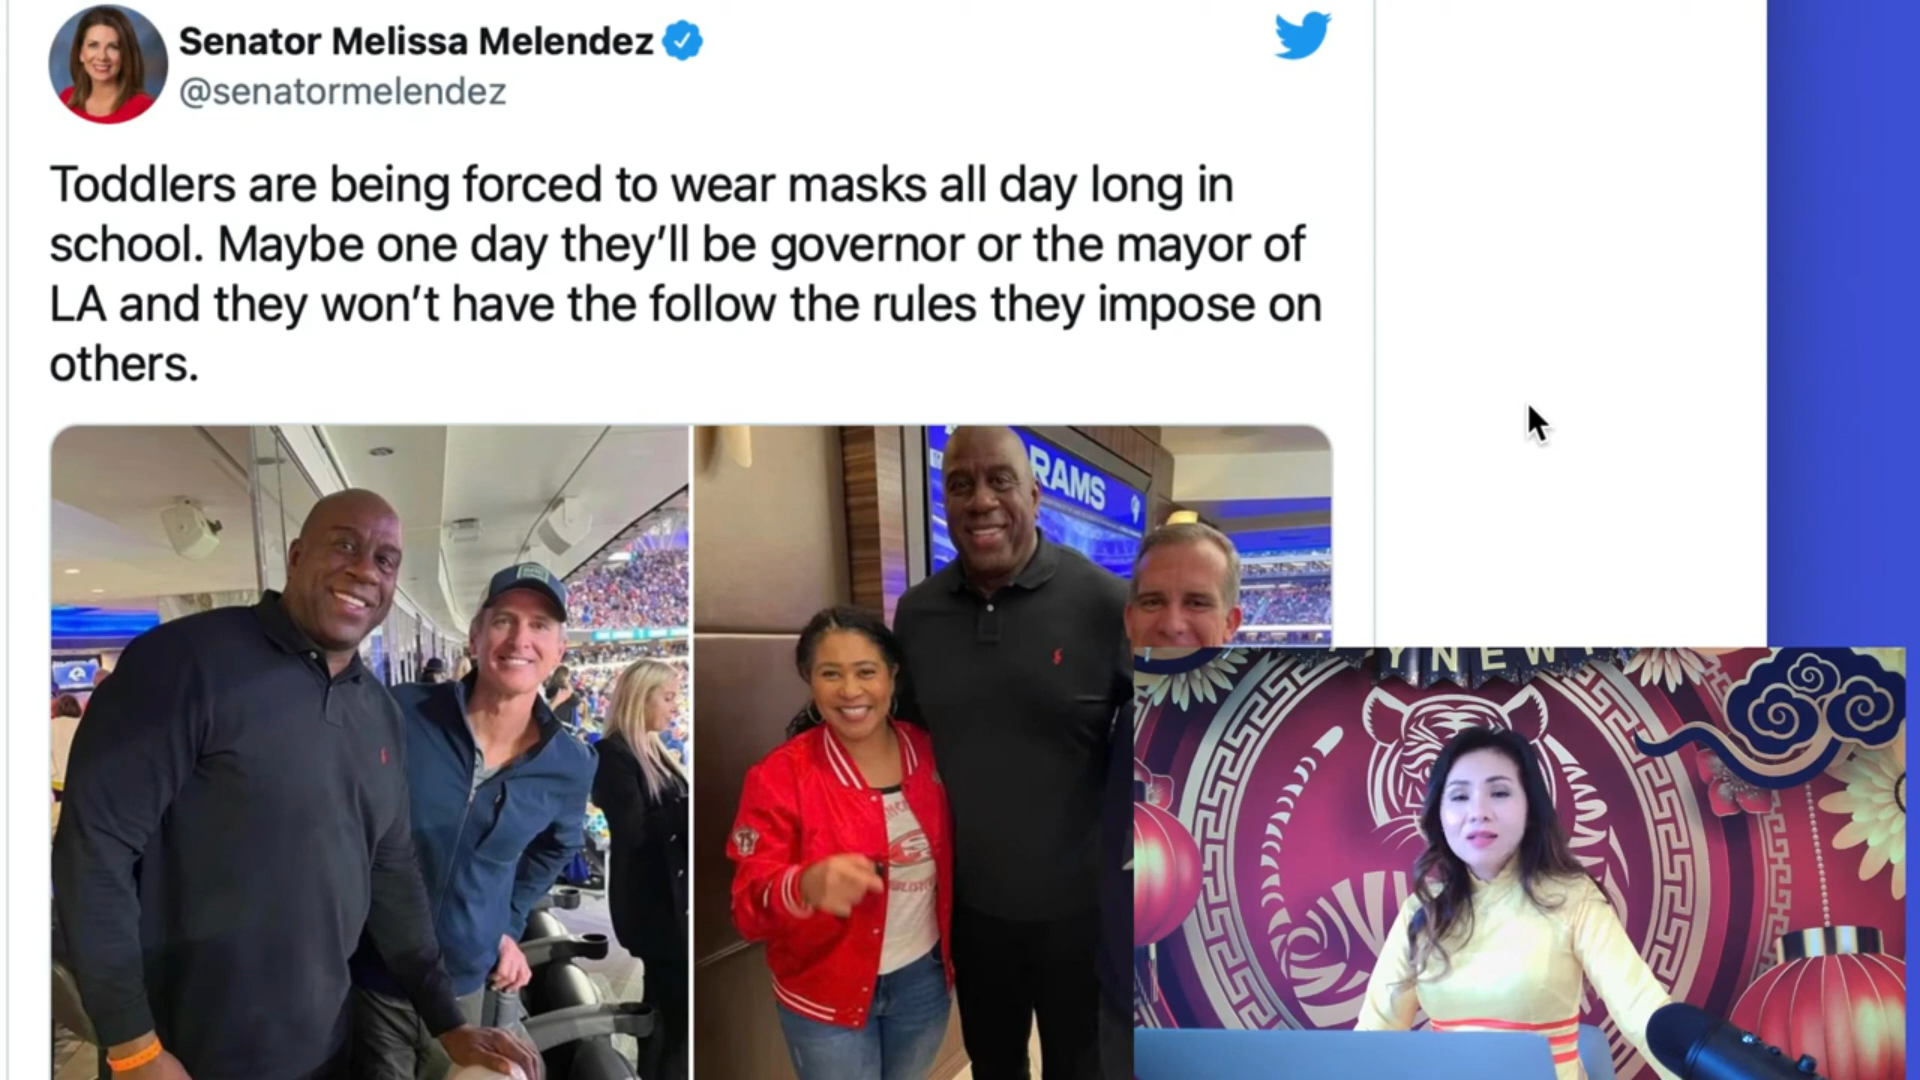 Senator Melissa Melendez
@senatormelendez
Toddlers are being forced to wear masks all day long in
school. Maybe one day they’ll be governor or the mayor of
LA and they won’t have the follow the rules they impose on
others.
RAMS
Y NEW Y